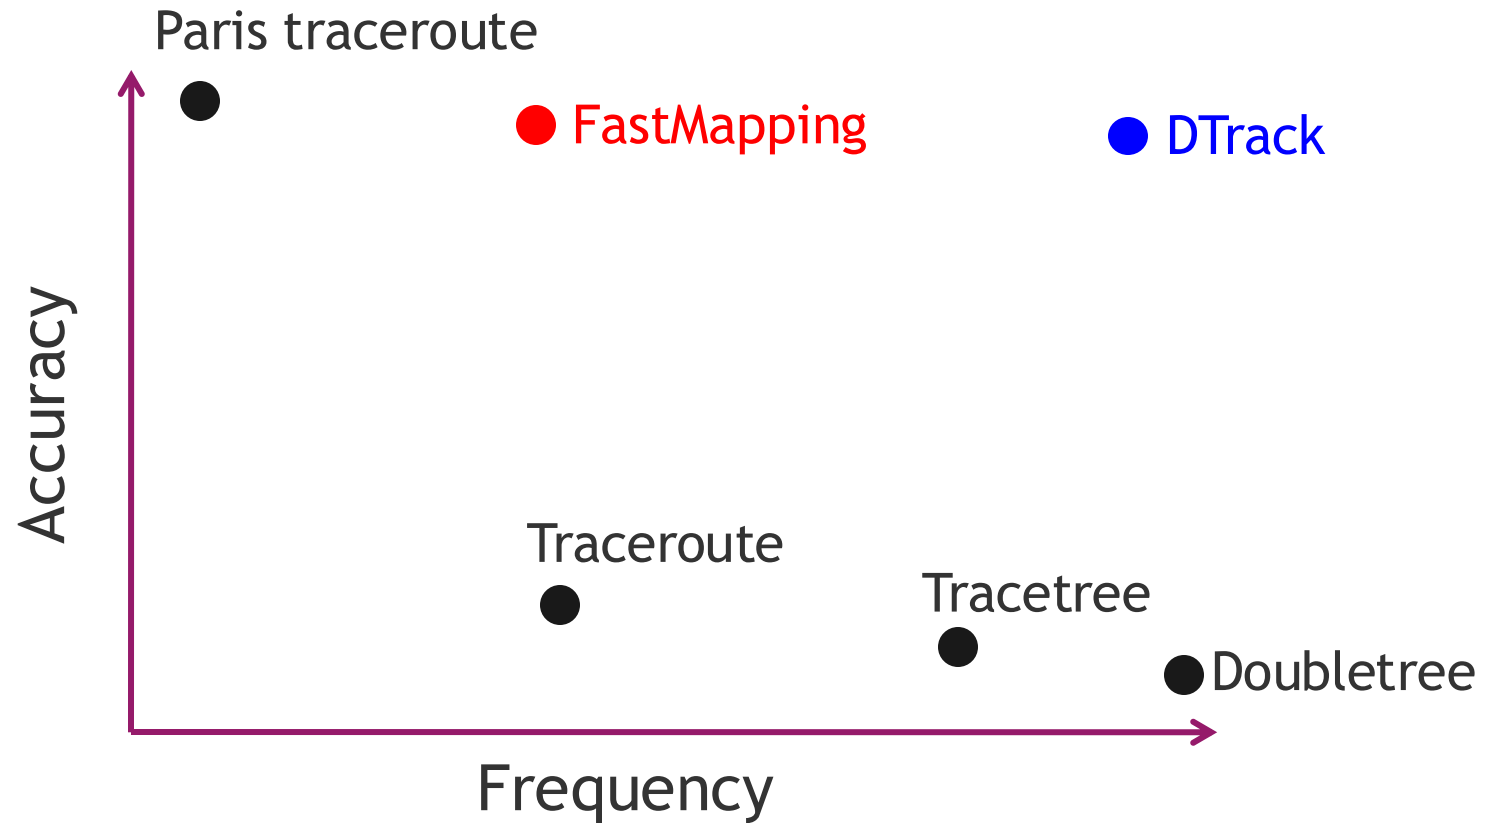 Paris traceroute
FastMapping
DTrack
Accuracy
Traceroute
Tracetree
Doubletree
Frequency